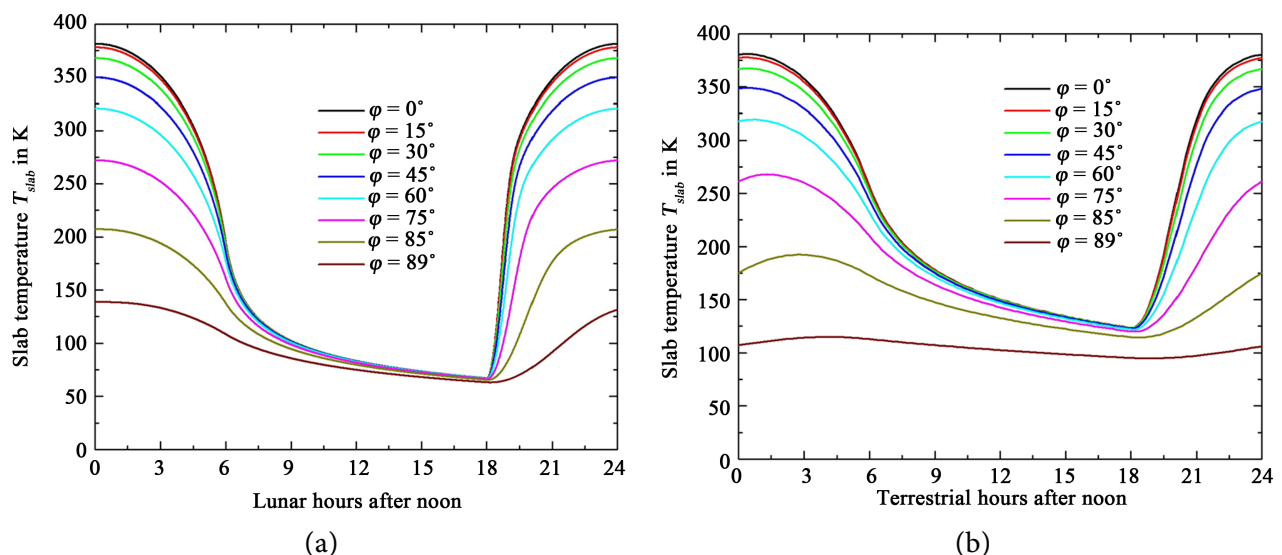 400
350
300
250
200
150
100
50
0
Slab temperature T_slab in K
φ = 0°
φ = 15°
φ = 30°
φ = 45°
φ = 60°
φ = 75°
φ = 85°
φ = 89°
0 3 6 9 12 15 18 21 24
Lunar hours after noon
(a)
400
350
300
250
200
150
100
50
0
Slab temperature T_slab in K
φ = 0°
φ = 15°
φ = 30°
φ = 45°
φ = 60°
φ = 75°
φ = 85°
φ = 89°
0 3 6 9 12 15 18 21 24
Terrestrial hours after noon
(b)